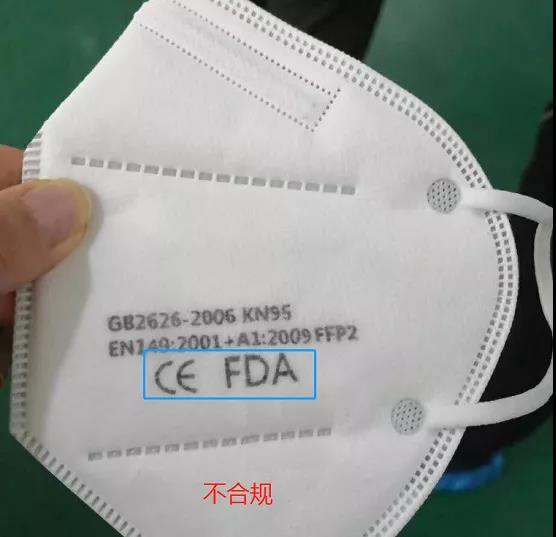 GB2626-2006 KN95
EN149:2001+A1:2009 FFP2
CE FDA
不合规